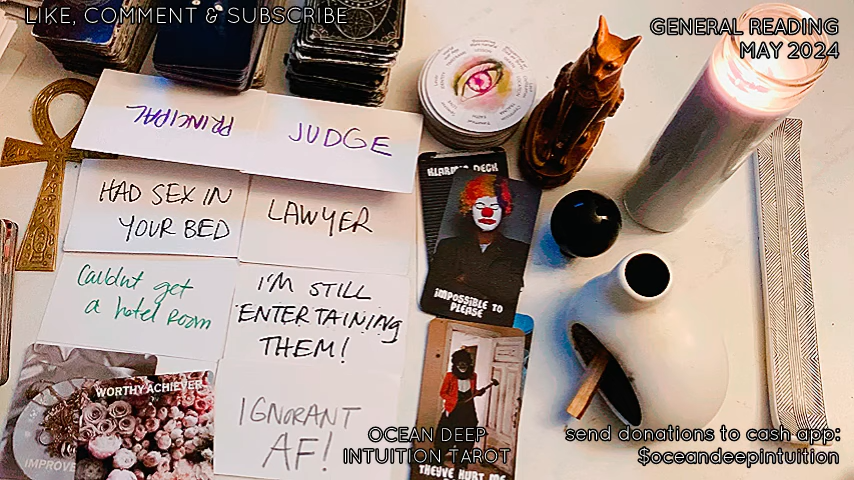 LIKE, COMMENT & SUBSCRIBE
GENERAL READING
MAY 2024
PRINCIPAL
JUDGE
HAD SEX IN
YOUR BED
LAWYER
Couldnt get
a hotel room
I'M STILL
ENTERTAINING
THEM!
IGNORANT
AF!
WORTHY ACHIEVER
IMPROVE
KLARMA DECK
IMPOSSIBLE TO
PLEASE
THEY'VE HURT ME
OCEAN DEEP
INTUITION TAROT
send donations to cash app:
$oceandeepintuition